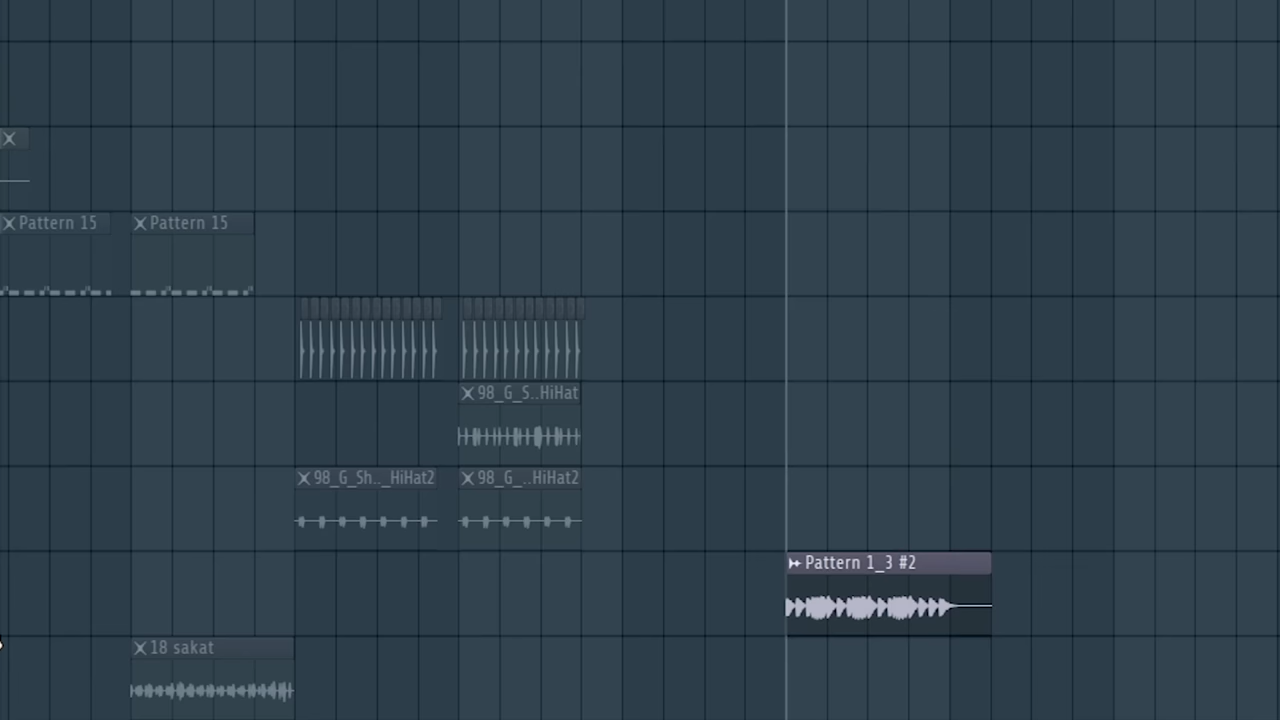 Pattern 15
Pattern 15
98_G_S..HiHat
98_G_Sh.._HiHat2
98_G_..HiHat2
Pattern 1_3 #2
18 sakat